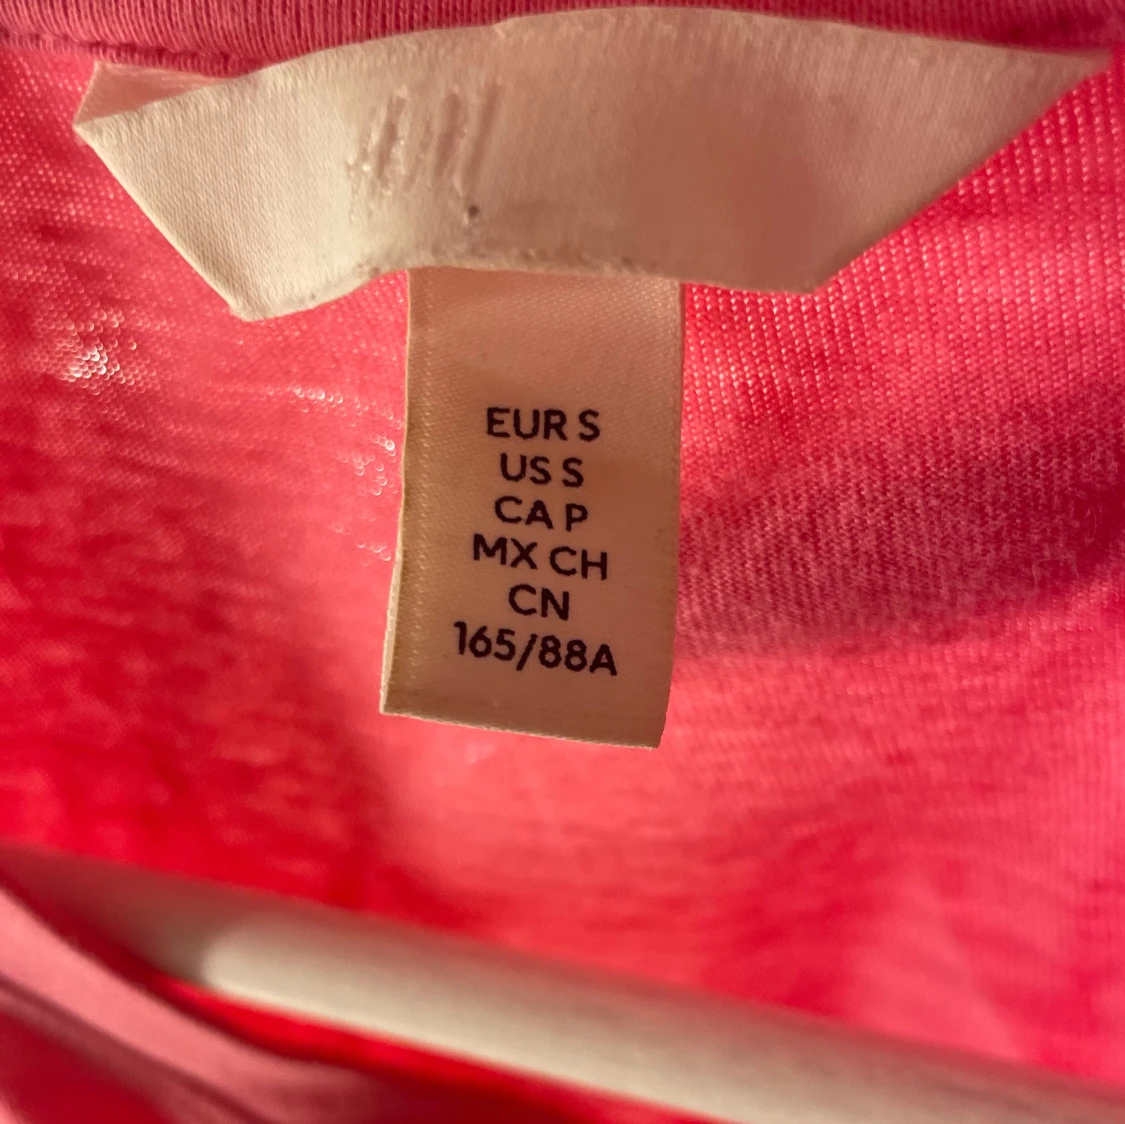 EUR S
US S
CA P
MX CH
CN
165/88A